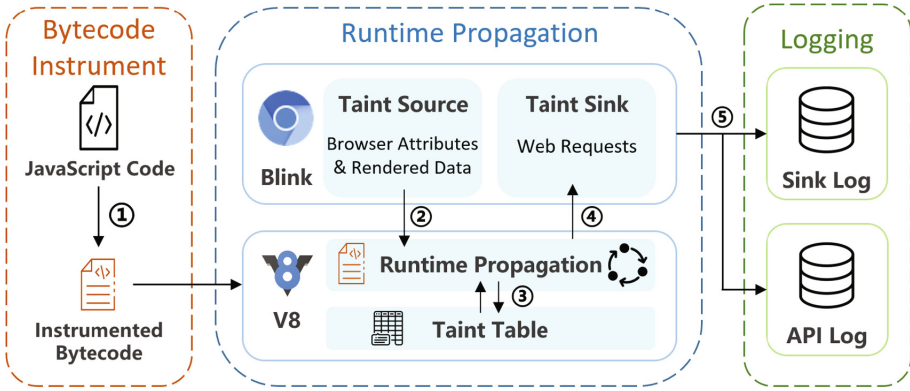 Bytecode
Instrument
</>
JavaScript Code
①
</>
Instrumented
Bytecode
Runtime Propagation
Blink
Taint Source
Browser Attributes
& Rendered Data
Taint Sink
Web Requests
②
④
V8
</>
Runtime Propagation
③
Taint Table
⑤
Logging
Sink Log
API Log